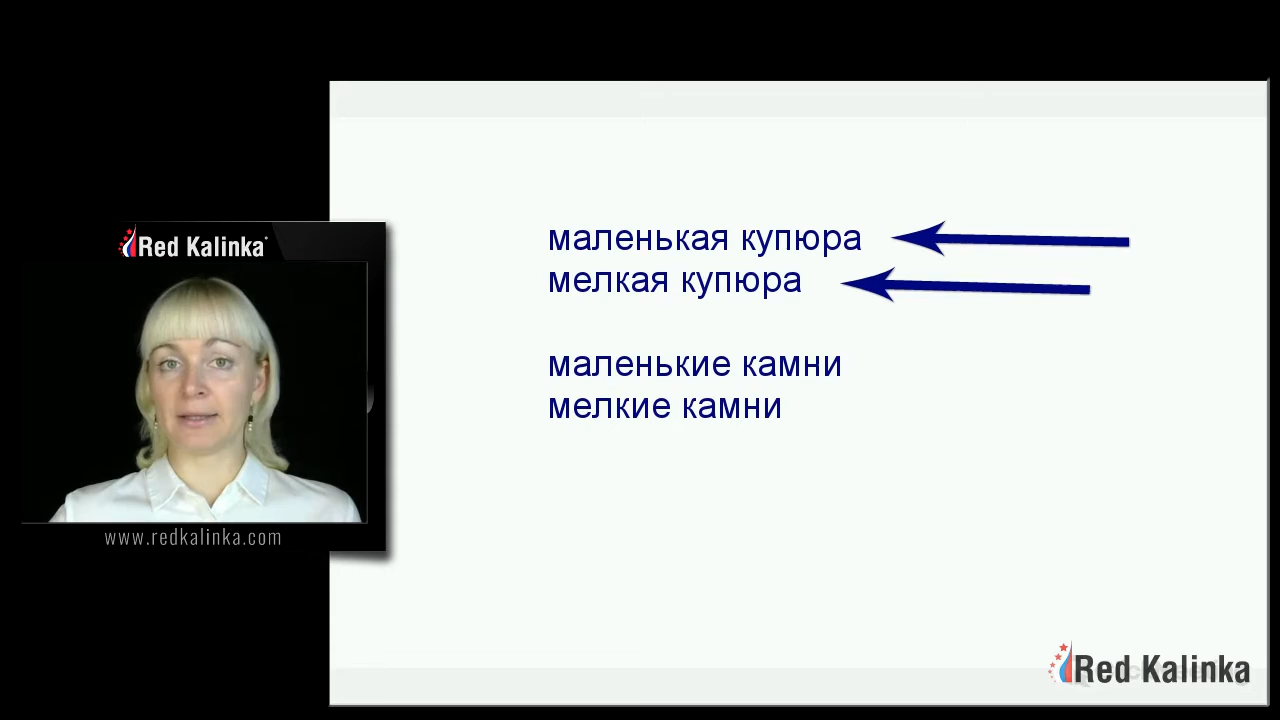 Red Kalinka
www.redkalinka.com
маленькая купюра
мелкая купюра
маленькие камни
мелкие камни
Red Kalinka